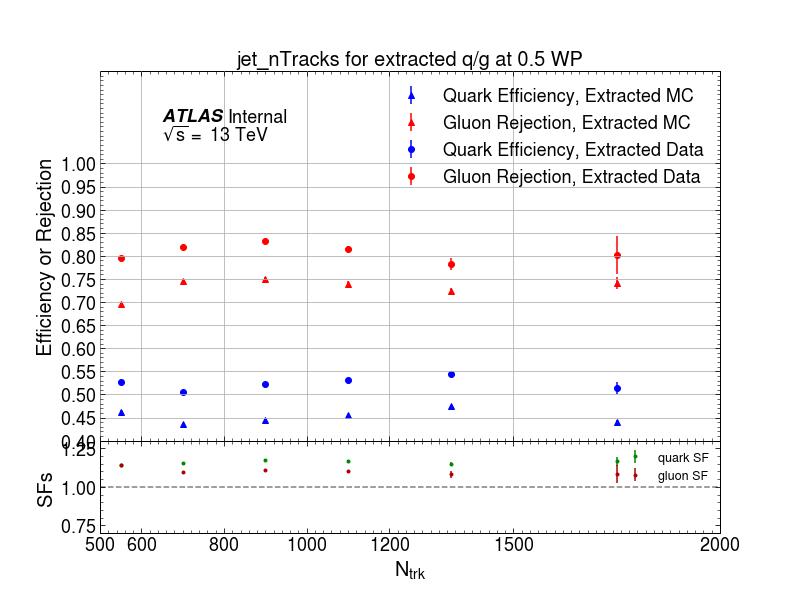 jet_nTracks for extracted q/g at 0.5 WP
ATLAS Internal
√s = 13 TeV
Quark Efficiency, Extracted MC
Gluon Rejection, Extracted MC
Quark Efficiency, Extracted Data
Gluon Rejection, Extracted Data
Efficiency or Rejection
1.00
0.95
0.90
0.85
0.80
0.75
0.70
0.65
0.60
0.55
0.50
0.45
0.40
SFs
1.25
1.00
0.75
quark SF
gluon SF
500 600 800 1000 1200 1500 2000
Ntrk